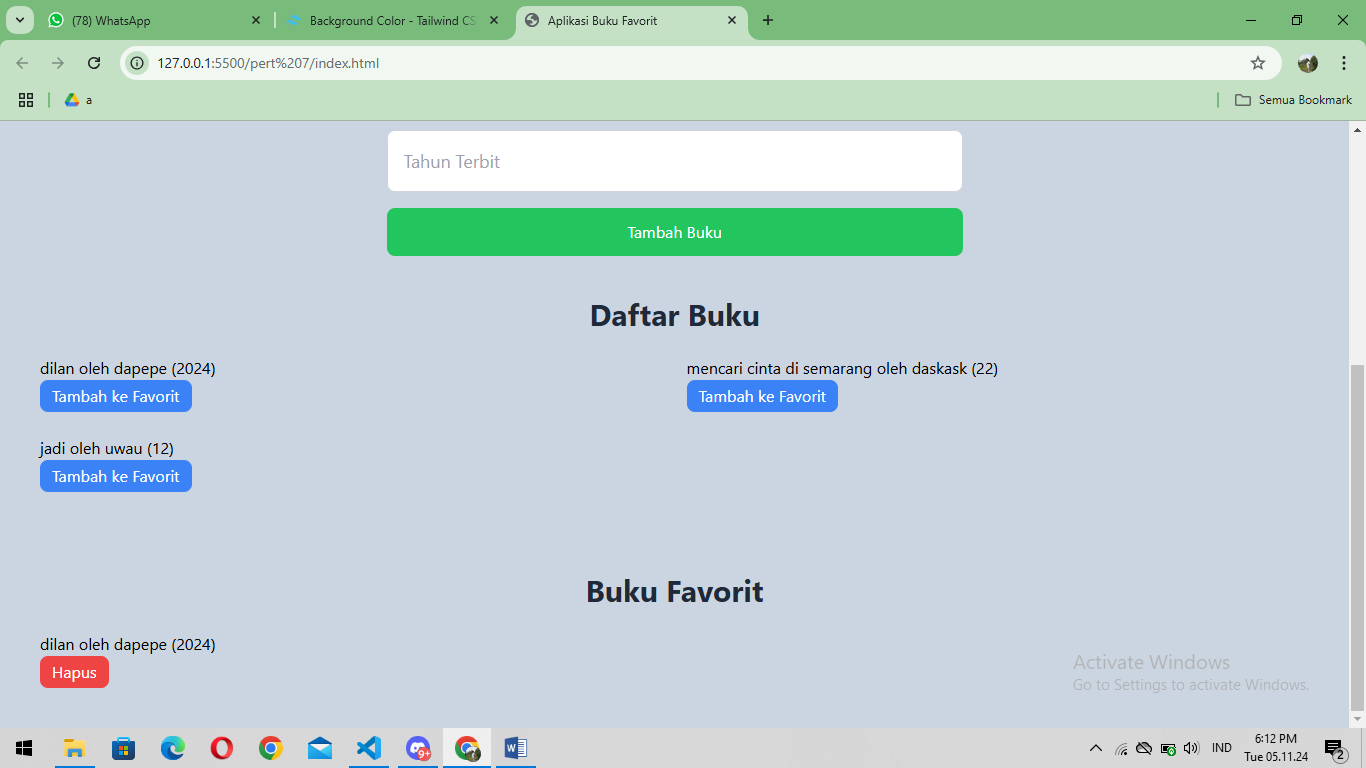 (78) WhatsApp
Background Color - Tailwind CS
Aplikasi Buku Favorit
127.0.0.1:5500/pert%207/index.html
a
Semua Bookmark
Tahun Terbit
Tambah Buku
Daftar Buku
dilan oleh dapepe (2024)
Tambah ke Favorit
mencari cinta di semarang oleh daskask (22)
Tambah ke Favorit
jadi oleh uwau (12)
Tambah ke Favorit
Buku Favorit
dilan oleh dapepe (2024)
Hapus
Activate Windows
Go to Settings to activate Windows.
9+
IND
6:12 PM
Tue 05.11.24
2